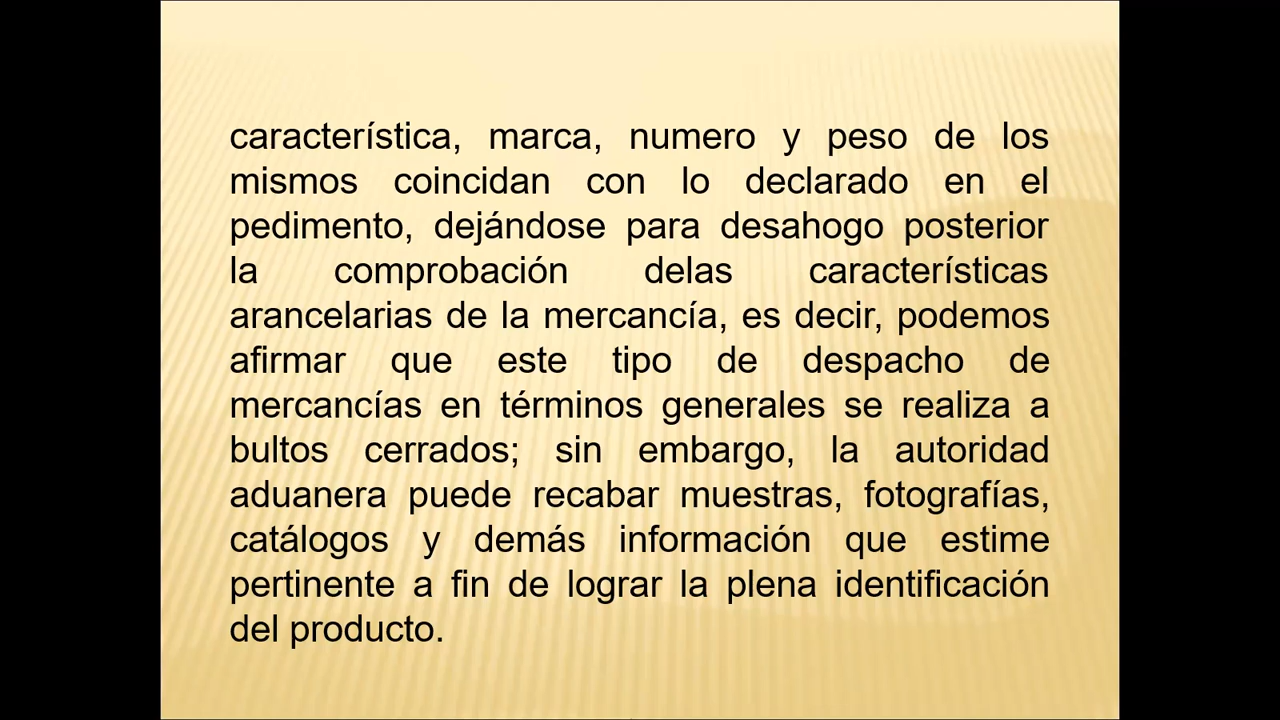 característica, marca, numero y peso de los
mismos coincidan con lo declarado en el
pedimento, dejándose para desahogo posterior
la comprobación delas características
arancelarias de la mercancía, es decir, podemos
afirmar que este tipo de despacho de
mercancías en términos generales se realiza a
bultos cerrados; sin embargo, la autoridad
aduanera puede recabar muestras, fotografías,
catálogos y demás información que estime
pertinente a fin de lograr la plena identificación
del producto.